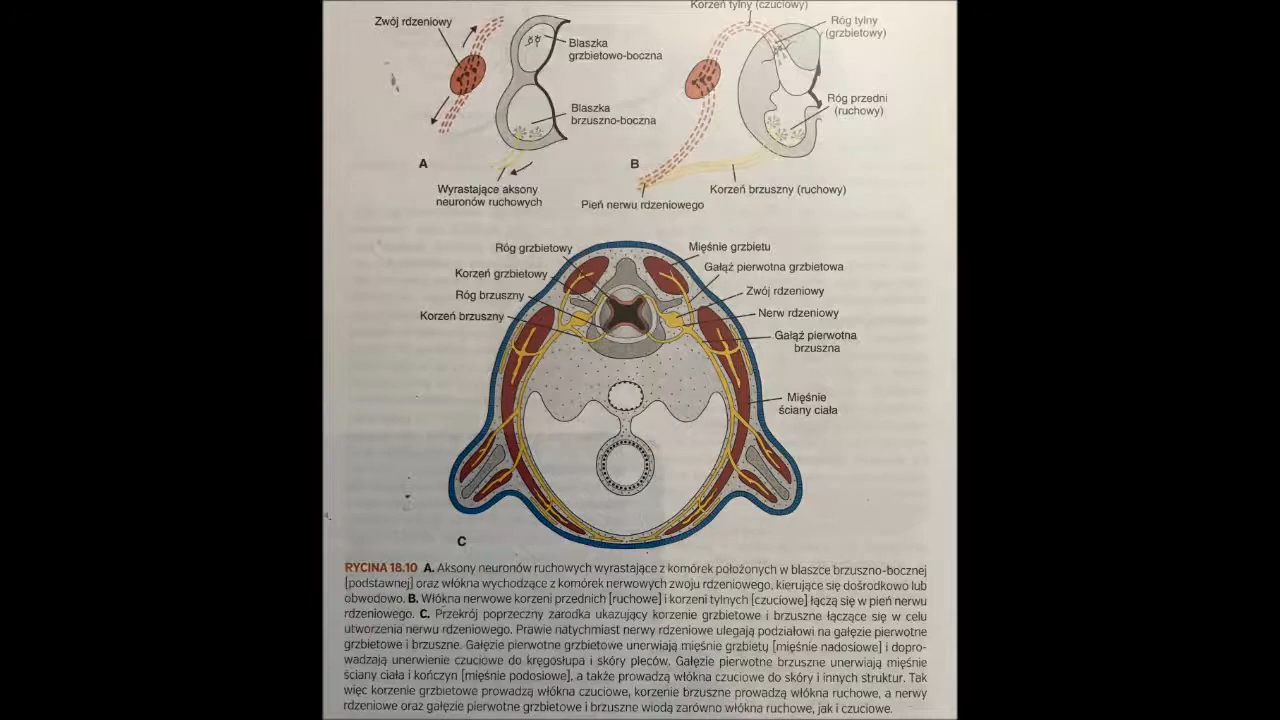 Korzeń tylny (czuciowy)
Zwój rdzeniowy
Blaszka
grzbietowo-boczna
Blaszka
brzuszno-boczna
A
Wyrastające aksony
neuronów ruchowych
Róg tylny
(grzbietowy)
Róg przedni
(ruchowy)
B
Korzeń brzuszny (ruchowy)
Pień nerwu rdzeniowego
Róg grzbietowy
Korzeń grzbietowy
Róg brzuszny
Korzeń brzuszny
Mięśnie grzbietu
Gałąź pierwotna grzbietowa
Zwój rdzeniowy
Nerw rdzeniowy
Gałąź pierwotna
brzuszna
Mięśnie
ściany ciała
C
RYCINA 18.10 A. Aksony neuronów ruchowych wyrastające z komórek położonych w blaszce brzuszno-bocznej
[podstawnej] oraz włókna wychodzące z komórek nerwowych zwoju rdzeniowego, kierujące się dośrodkowo lub
obwodowo. B. Włókna nerwowe korzeni przednich [ruchowe] i korzeni tylnych [czuciowe] łączą się w pień nerwu
rdzeniowego. C. Przekrój poprzeczny zarodka ukazujący korzenie grzbietowe i brzuszne łączące się w celu
utworzenia nerwu rdzeniowego. Prawie natychmiast nerwy rdzeniowe ulegają podziałowi na gałęzie pierwotne
grzbietowe i brzuszne. Gałęzie pierwotne grzbietowe unerwiają mięśnie grzbietu [mięśnie nadosiowe] i dopro-
wadzają unerwienie czuciowe do kręgosłupa i skóry pleców. Gałęzie pierwotne brzuszne unerwiają mięśnie
ściany ciała i kończyn [mięśnie podosiowe], a także prowadzą włókna czuciowe do skóry i innych struktur. Tak
więc korzenie grzbietowe prowadzą włókna czuciowe, korzenie brzuszne prowadzą włókna ruchowe, a nerwy
rdzeniowe oraz gałęzie pierwotne grzbietowe i brzuszne wiodą zarówno włókna ruchowe, jak i czuciowe.